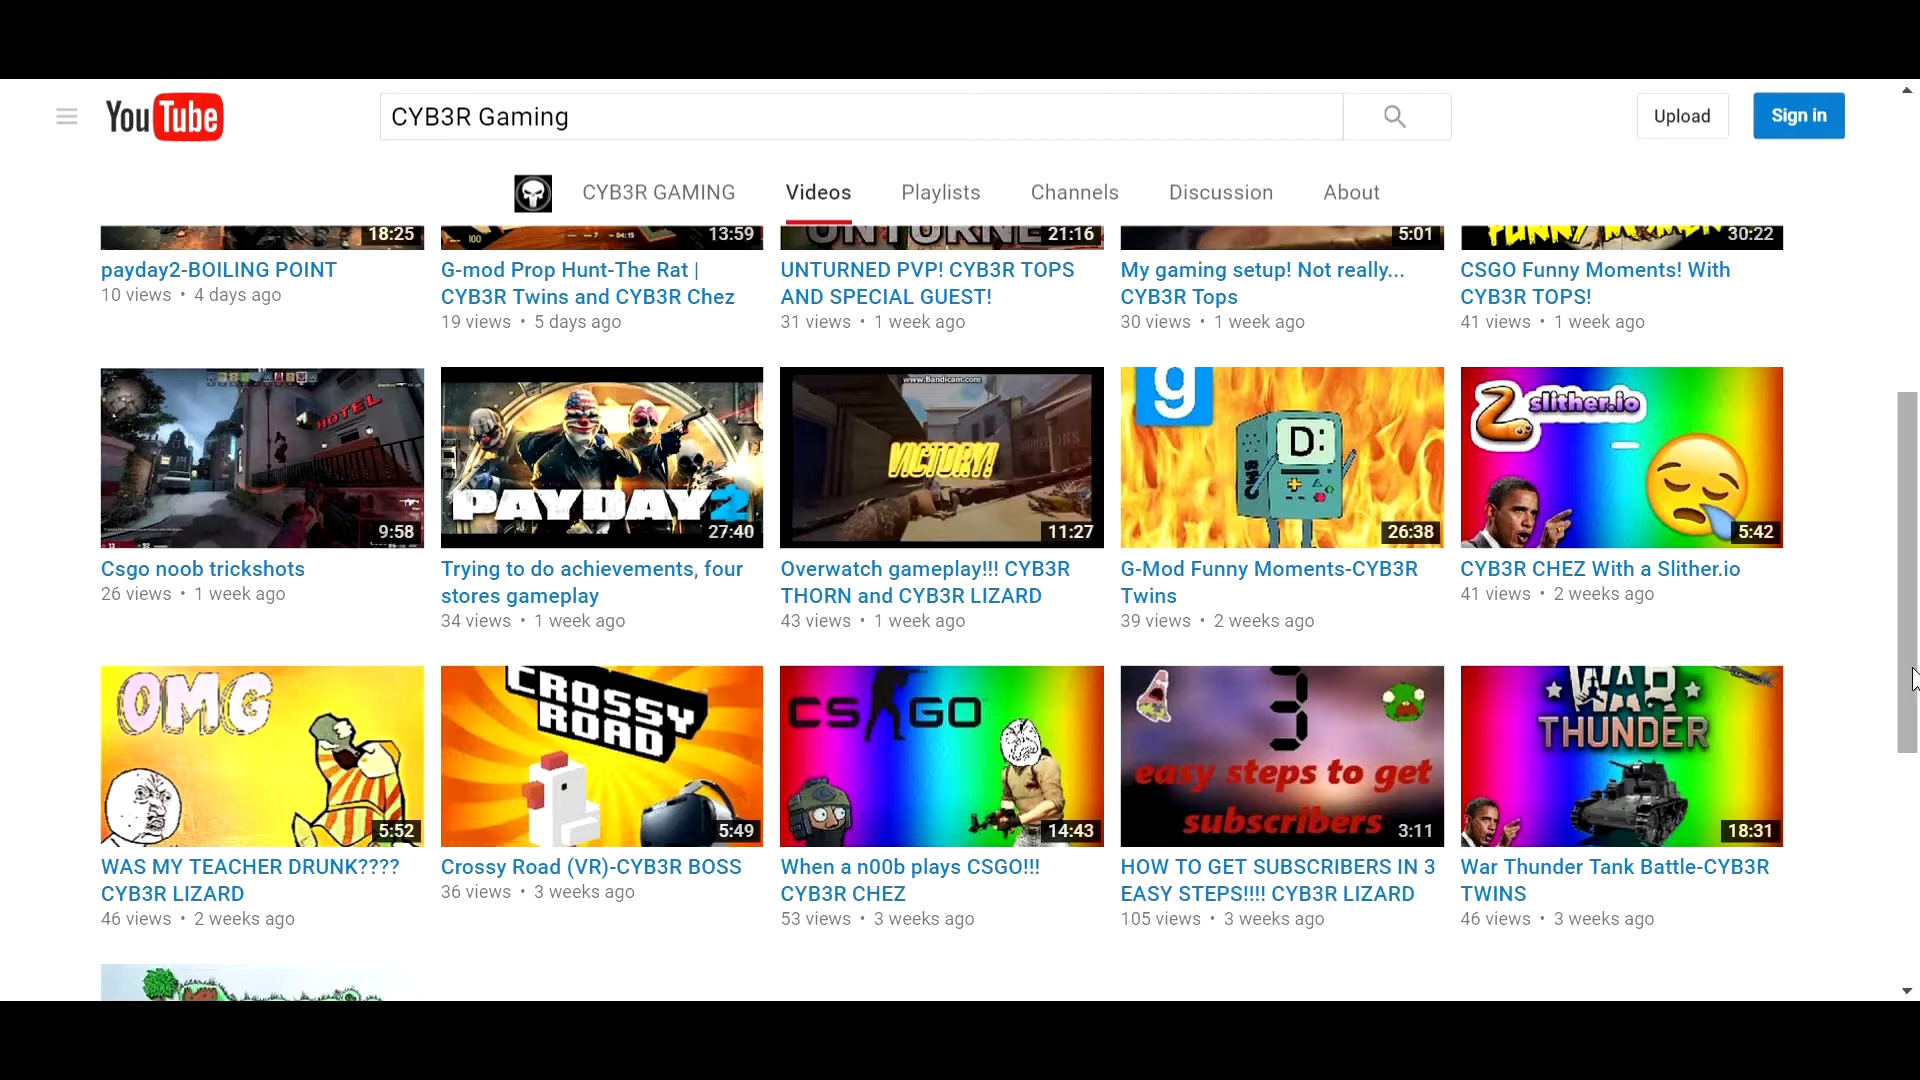 YouTube
CYB3R Gaming
Upload
Sign in
CYB3R GAMING
Videos
Playlists
Channels
Discussion
About
18:25
13:59
UNTURNE
21:16
5:01
FUNNY MOMEN
30:22
payday2-BOILING POINT
10 views • 4 days ago
G-mod Prop Hunt-The Rat |
CYB3R Twins and CYB3R Chez
19 views • 5 days ago
UNTURNED PVP! CYB3R TOPS
AND SPECIAL GUEST!
31 views • 1 week ago
My gaming setup! Not really...
CYB3R Tops
30 views • 1 week ago
CSGO Funny Moments! With
CYB3R TOPS!
41 views • 1 week ago
HOTEL
9:58
PAYDAY 2
27:40
www.Bandicam.com
VICTORY!
11:27
g
D:
BMO
26:38
slither.io
5:42
Csgo noob trickshots
26 views • 1 week ago
Trying to do achievements, four
stores gameplay
34 views • 1 week ago
Overwatch gameplay!!! CYB3R
THORN and CYB3R LIZARD
43 views • 1 week ago
G-Mod Funny Moments-CYB3R
Twins
39 views • 2 weeks ago
CYB3R CHEZ With a Slither.io
41 views • 2 weeks ago
OMG
5:52
CROSSY
ROAD
5:49
CS GO
14:43
3
easy steps to get
subscribers
3:11
WAR
THUNDER
18:31
WAS MY TEACHER DRUNK????
CYB3R LIZARD
46 views • 2 weeks ago
Crossy Road (VR)-CYB3R BOSS
36 views • 3 weeks ago
When a n00b plays CSGO!!!
CYB3R CHEZ
53 views • 3 weeks ago
HOW TO GET SUBSCRIBERS IN 3
EASY STEPS!!!! CYB3R LIZARD
105 views • 3 weeks ago
War Thunder Tank Battle-CYB3R
TWINS
46 views • 3 weeks ago